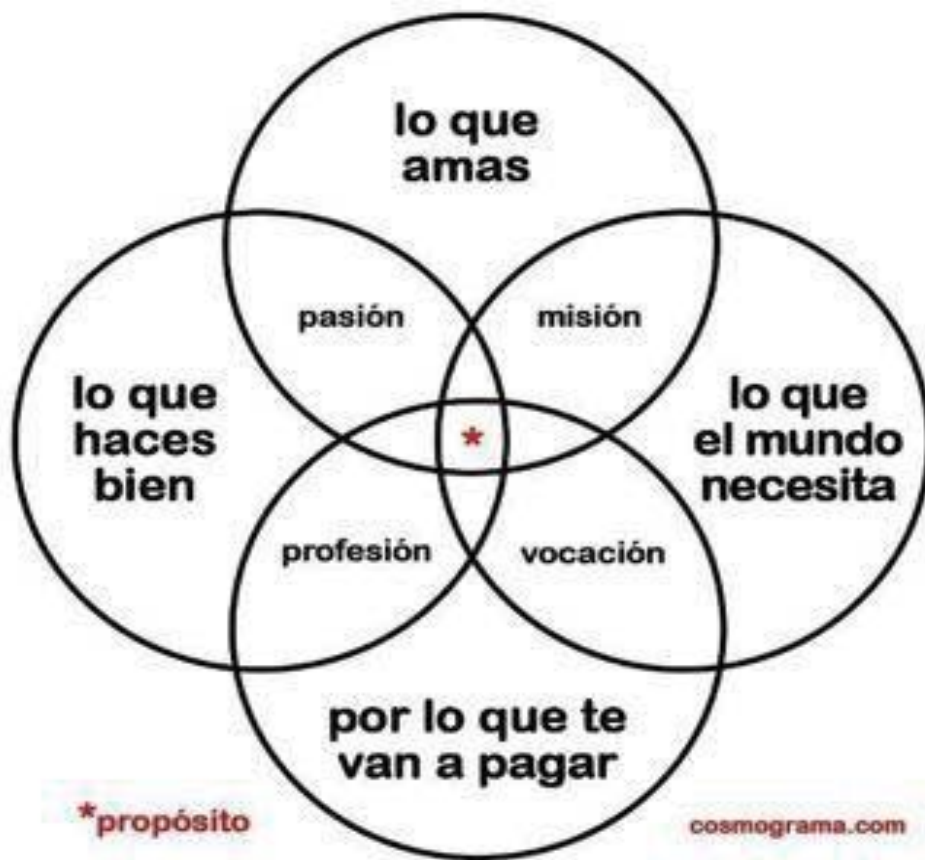 lo que
amas
pasión
misión
lo que
haces
bien
lo que
el mundo
necesita
*
profesión
vocación
por lo que te
van a pagar
*propósito
cosmograma.com